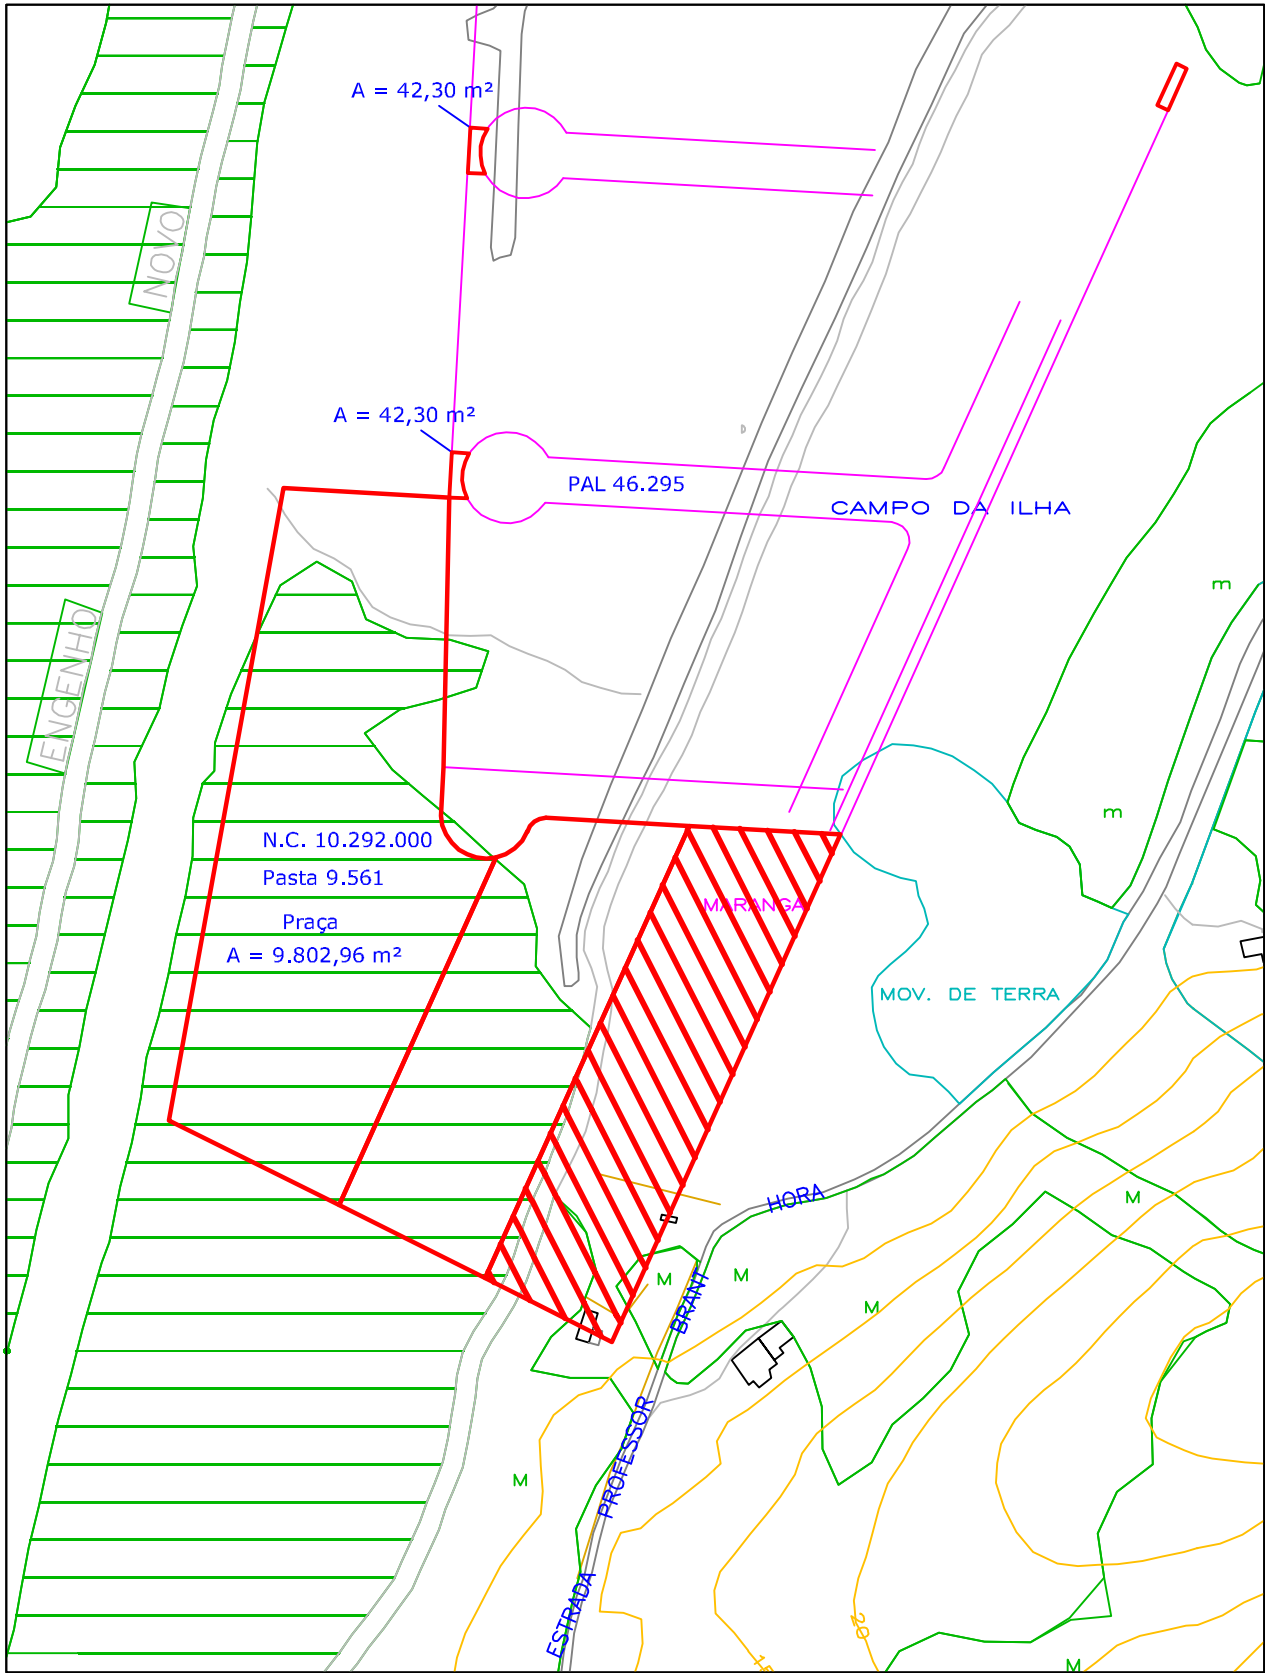 A = 42,30 m²
NOVO
A = 42,30 m²
PAL 46.295
CAMPO DA ILHA
m
ENGENHO
m
N.C. 10.292.000
Pasta 9.561
Praça
A = 9.802,96 m²
MARANGÁ
MOV. DE TERRA
HORA
M
M
M
BRANT
M
PROFESSOR
M
ESTRADA
20
M